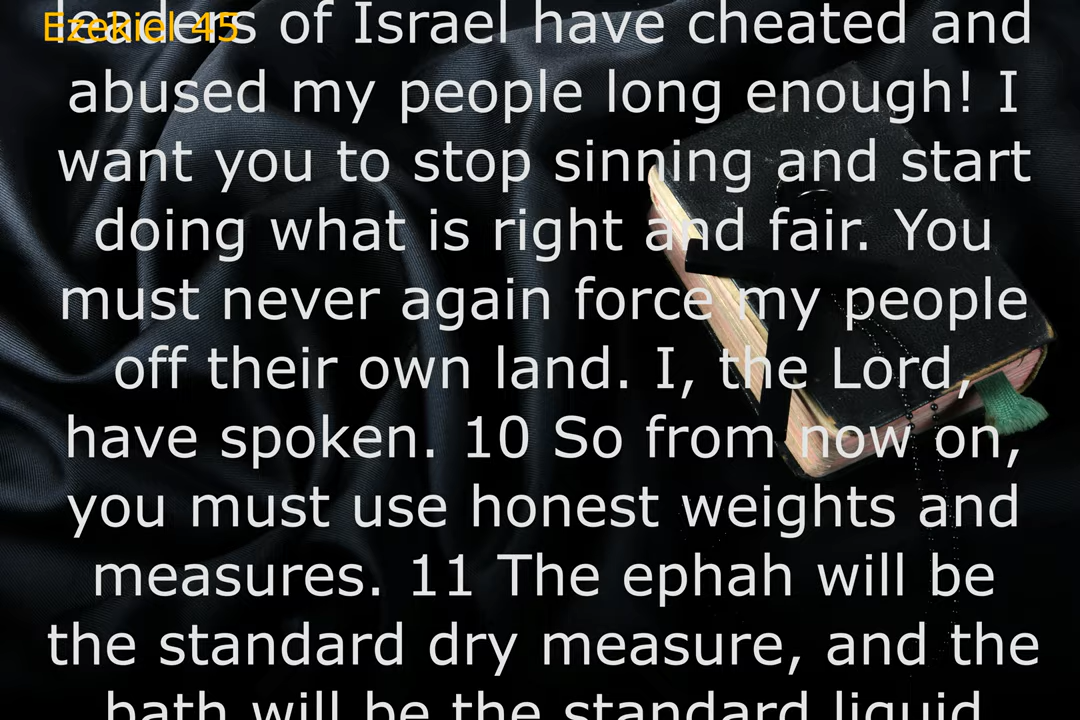 Ezekiel 45
leaders of Israel have cheated and
abused my people long enough! I
want you to stop sinning and start
doing what is right and fair. You
must never again force my people
off their own land. I, the Lord,
have spoken. 10 So from now on,
you must use honest weights and
measures. 11 The ephah will be
the standard dry measure, and the
bath will be the standard liquid